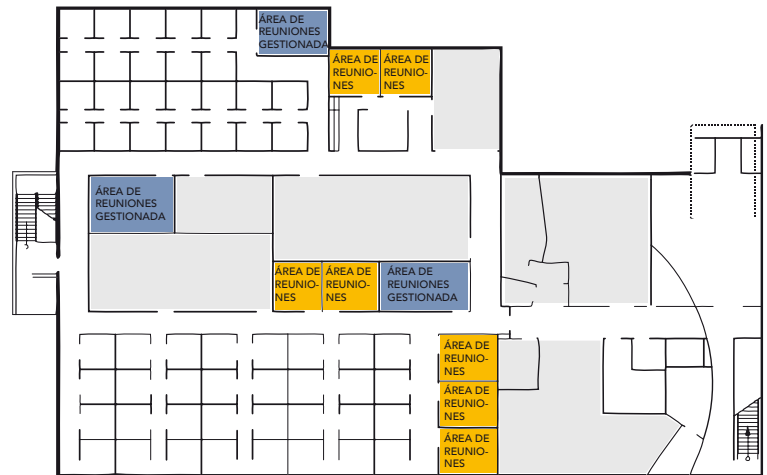 ÁREA DE
REUNIONES
GESTIONADA
ÁREA DE
REUNIO-
NES
ÁREA DE
REUNIO-
NES
ÁREA DE
REUNIONES
GESTIONADA
ÁREA DE
REUNIO-
NES
ÁREA DE
REUNIO-
NES
ÁREA DE
REUNIONES
GESTIONADA
ÁREA DE
REUNIO-
NES
ÁREA DE
REUNIO-
NES
ÁREA DE
REUNIO-
NES